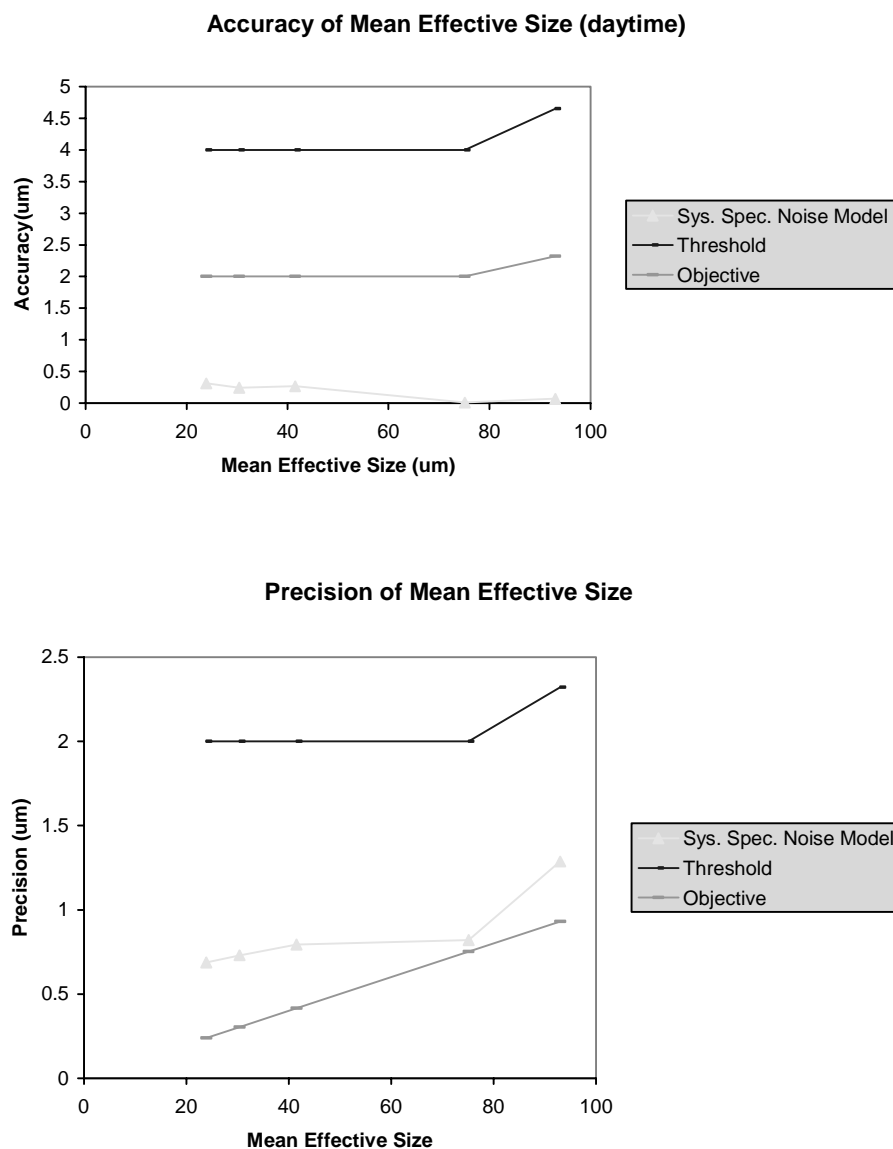 Accuracy of Mean Effective Size (daytime)
5
4.5
4
3.5
3
2.5
2
1.5
1
0.5
0
Accuracy(um)
0 20 40 60 80 100
Mean Effective Size (um)
Sys. Spec. Noise Model
Threshold
Objective
Precision of Mean Effective Size
2.5
2
1.5
1
0.5
0
Precision (um)
0 20 40 60 80 100
Mean Effective Size
Sys. Spec. Noise Model
Threshold
Objective